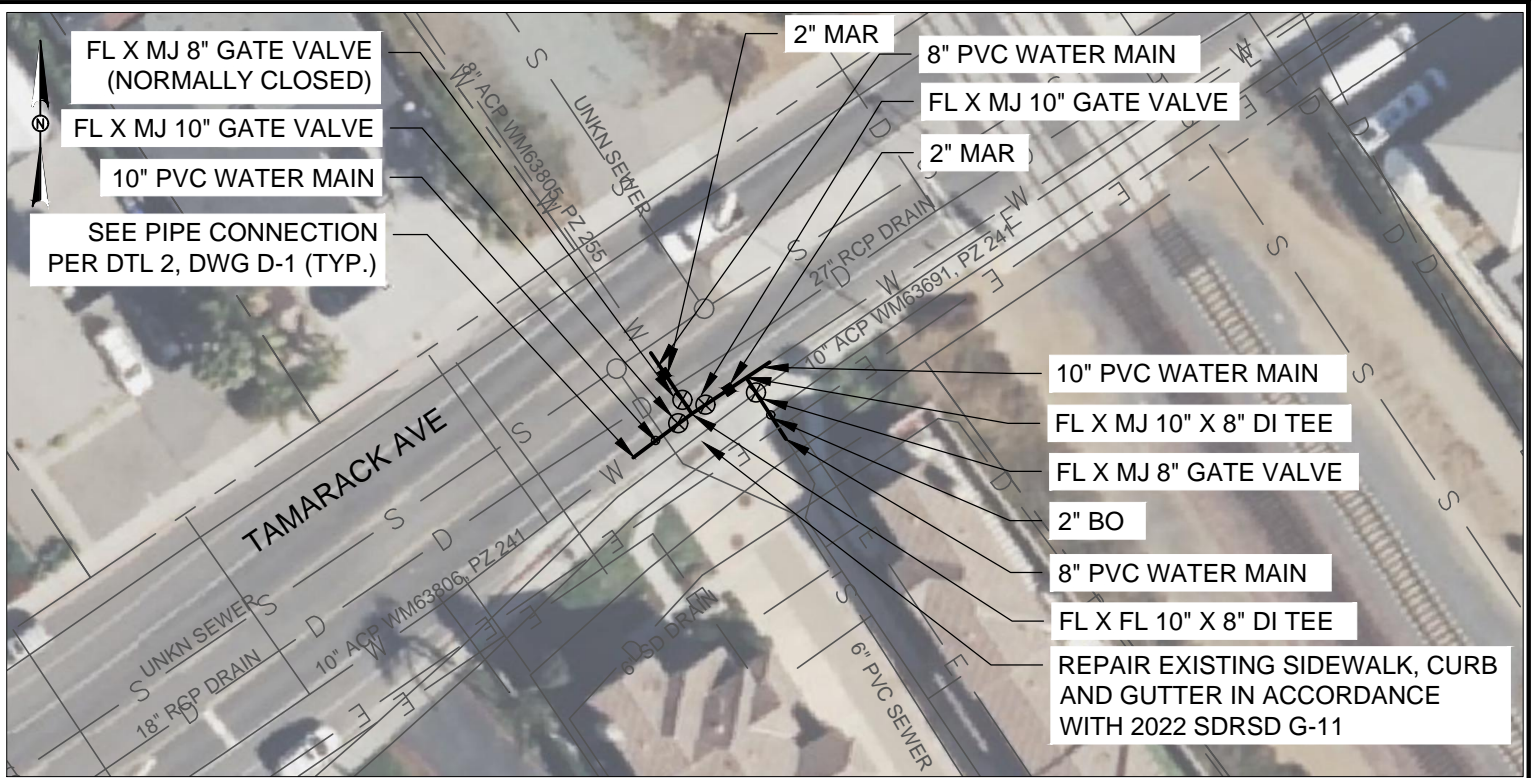 FL X MJ 8" GATE VALVE
(NORMALLY CLOSED)
FL X MJ 10" GATE VALVE
10" PVC WATER MAIN
SEE PIPE CONNECTION
PER DTL 2, DWG D-1 (TYP.)
2" MAR
8" PVC WATER MAIN
FL X MJ 10" GATE VALVE
2" MAR
10" PVC WATER MAIN
FL X MJ 10" X 8" DI TEE
FL X MJ 8" GATE VALVE
2" BO
8" PVC WATER MAIN
FL X FL 10" X 8" DI TEE
REPAIR EXISTING SIDEWALK, CURB
AND GUTTER IN ACCORDANCE
WITH 2022 SDRSD G-11
N
8" ACP WM63805, PZ 255
UNKN SEWER
27" RCP DRAIN
10" ACP WM63691, PZ 241
TAMARACK AVE
UNKN SEWER
18" RCP DRAIN
10" ACP WM63806, PZ 241
6" SD DRAIN
6" PVC SEWER